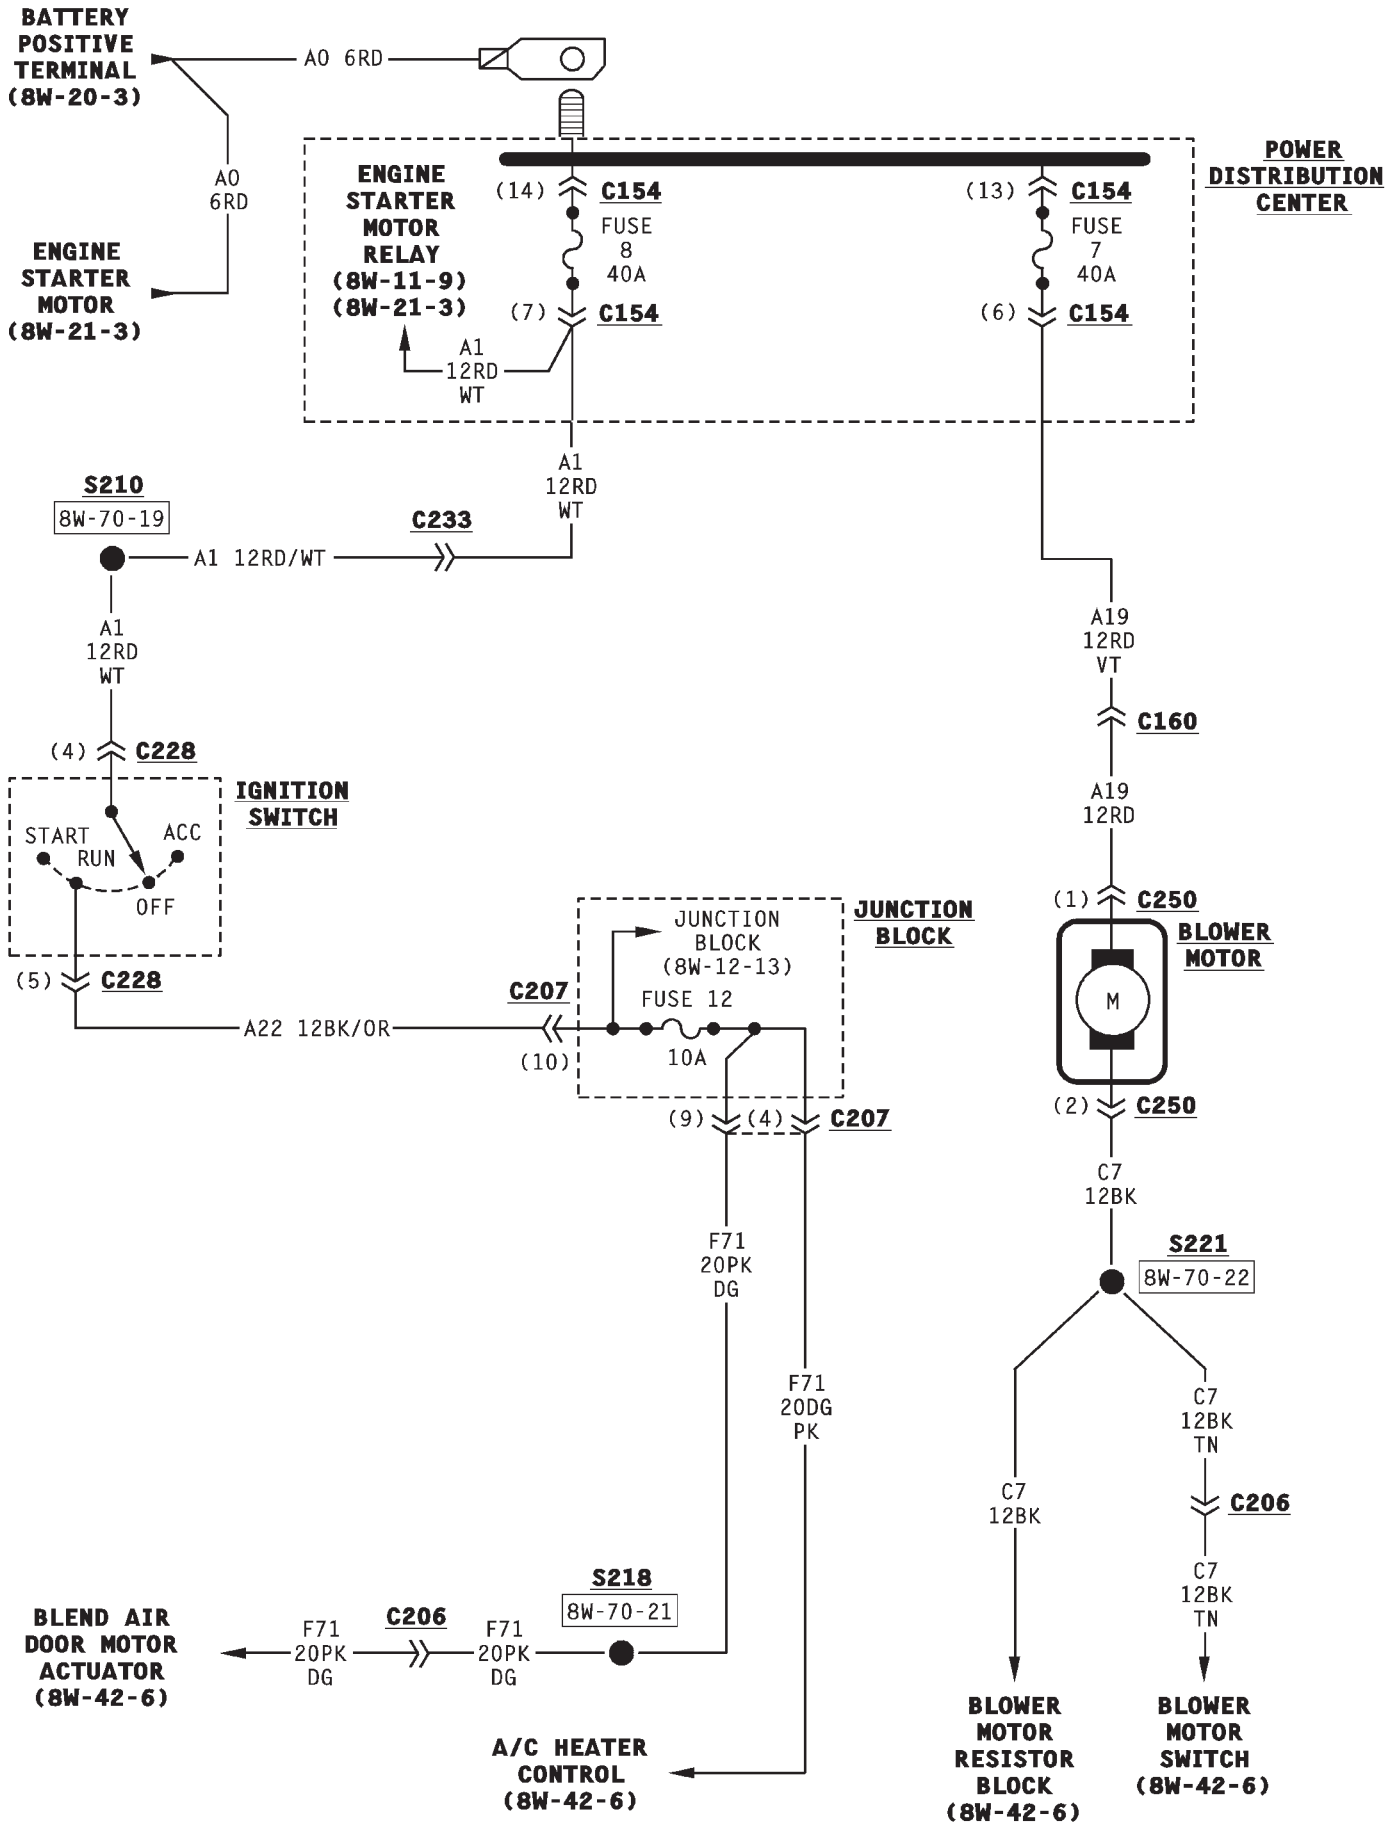 BATTERY
POSITIVE
TERMINAL
(8W-20-3)
A0 6RD
A0
6RD
ENGINE
STARTER
MOTOR
(8W-21-3)
POWER
DISTRIBUTION
CENTER
ENGINE
STARTER
MOTOR
RELAY
(8W-11-9)
(8W-21-3)
(14) C154
FUSE
8
40A
(7) C154
(13) C154
FUSE
7
40A
(6) C154
A1
12RD
WT
A1
12RD
WT
S210
8W-70-19
C233
A1 12RD/WT
A1
12RD
WT
(4) C228
IGNITION
SWITCH
START
RUN
ACC
OFF
(5) C228
A22 12BK/OR
C207
(10)
JUNCTION
BLOCK
JUNCTION
BLOCK
(8W-12-13)
FUSE 12
10A
(9) (4) C207
A19
12RD
VT
C160
A19
12RD
(1) C250
BLOWER
MOTOR
M
(2) C250
C7
12BK
S221
8W-70-22
F71
20PK
DG
F71
20DG
PK
C7
12BK
TN
C7
12BK
C206
C7
12BK
TN
S218
8W-70-21
BLEND AIR
DOOR MOTOR
ACTUATOR
(8W-42-6)
F71
20PK
DG
C206
F71
20PK
DG
A/C HEATER
CONTROL
(8W-42-6)
BLOWER
MOTOR
RESISTOR
BLOCK
(8W-42-6)
BLOWER
MOTOR
SWITCH
(8W-42-6)